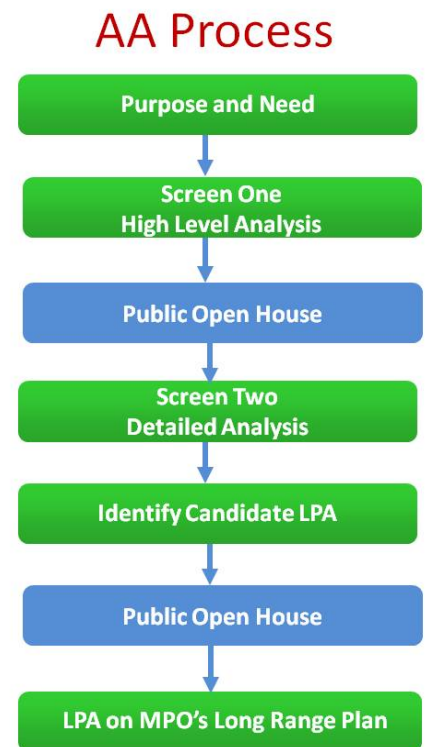 AA Process
Purpose and Need
Screen One
High Level Analysis
Public Open House
Screen Two
Detailed Analysis
Identify Candidate LPA
Public Open House
LPA on MPO's Long Range Plan